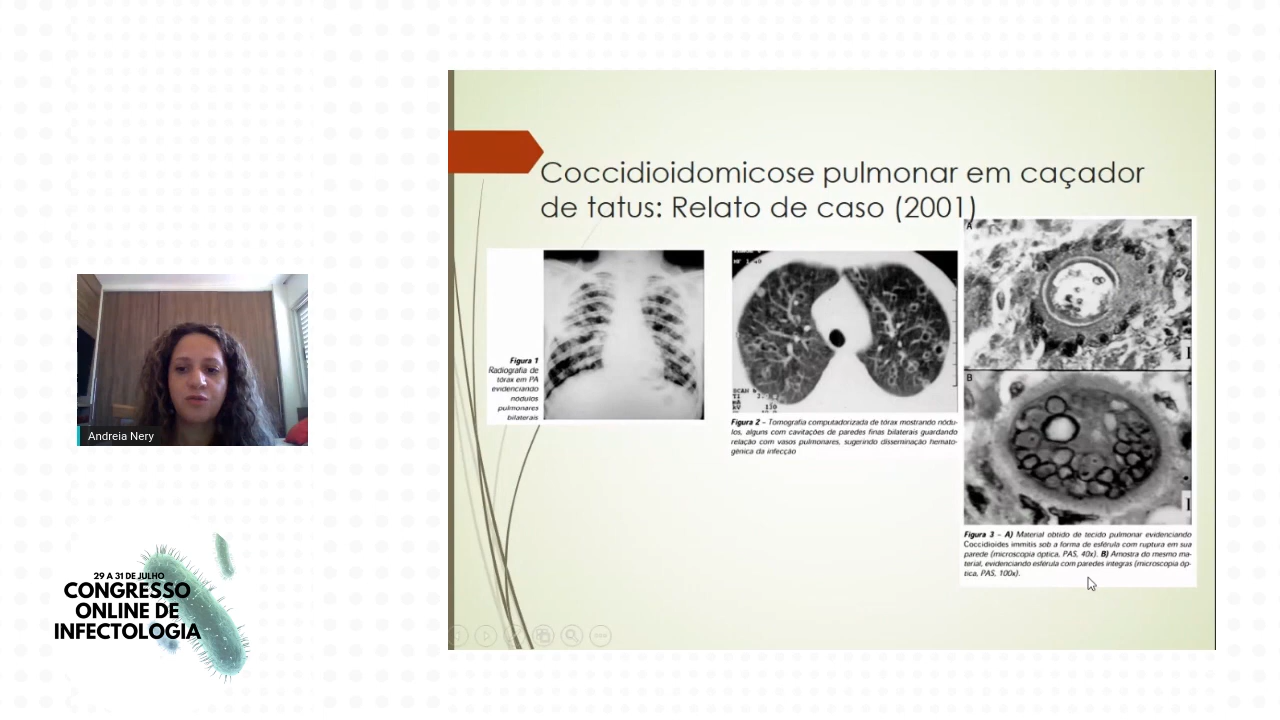 Coccidioidomicose pulmonar em caçador
de tatus: Relato de caso (2001)
Figura 1
Radiografia de
tórax em PA
evidenciando
nódulos
pulmonares
bilaterais
Figura 2 – Tomografia computadorizada de tórax mostrando nódu-
los, alguns com cavitações de paredes finas bilaterais guardando
relação com vasos pulmonares, sugerindo disseminação hemato-
gênica da infecção
A
B
Figura 3 – A) Material obtido de tecido pulmonar evidenciando
Coccidioides immitis sob a forma de esférula com ruptura em sua
parede (microscopia óptica, PAS, 40x). B) Amostra do mesmo ma-
terial, evidenciando esférula com paredes íntegras (microscopia óp-
tica, PAS, 100x).
Andreia Nery
29 A 31 DE JULHO
CONGRESSO
ONLINE DE
INFECTOLOGIA